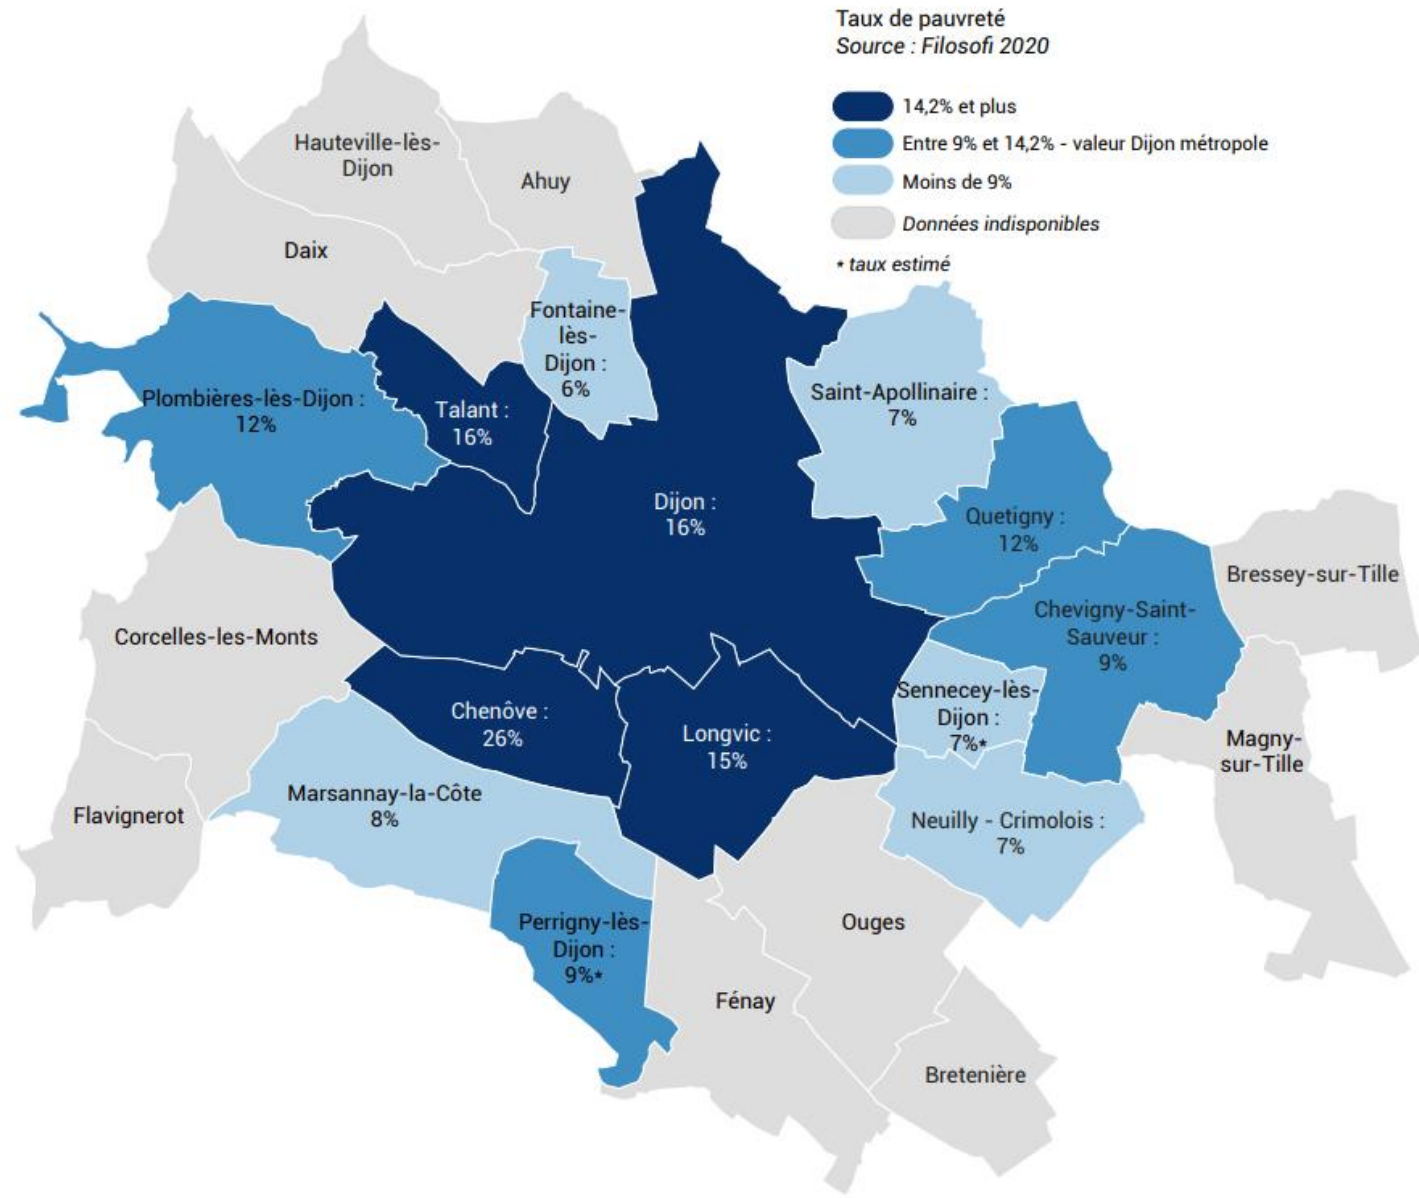 Taux de pauvreté
Source : Filosofi 2020
14,2% et plus
Entre 9% et 14,2% - valeur Dijon métropole
Moins de 9%
Données indisponibles
* taux estimé
Hauteville-lès-
Dijon
Ahuy
Daix
Fontaine-
lès-
Dijon :
6%
Plombières-lès-Dijon :
12%
Talant :
16%
Saint-Apollinaire :
7%
Dijon :
16%
Quetigny :
12%
Bressey-sur-Tille
Chevigny-Saint-
Sauveur :
9%
Corcelles-les-Monts
Sennecey-lès-
Dijon :
7%*
Chenôve :
26%
Longvic :
15%
Magny-
sur-Tille
Marsannay-la-Côte
8%
Flavignerot
Neuilly - Crimolois :
7%
Perrigny-lès-
Dijon :
9%*
Ouges
Fénay
Bretenière